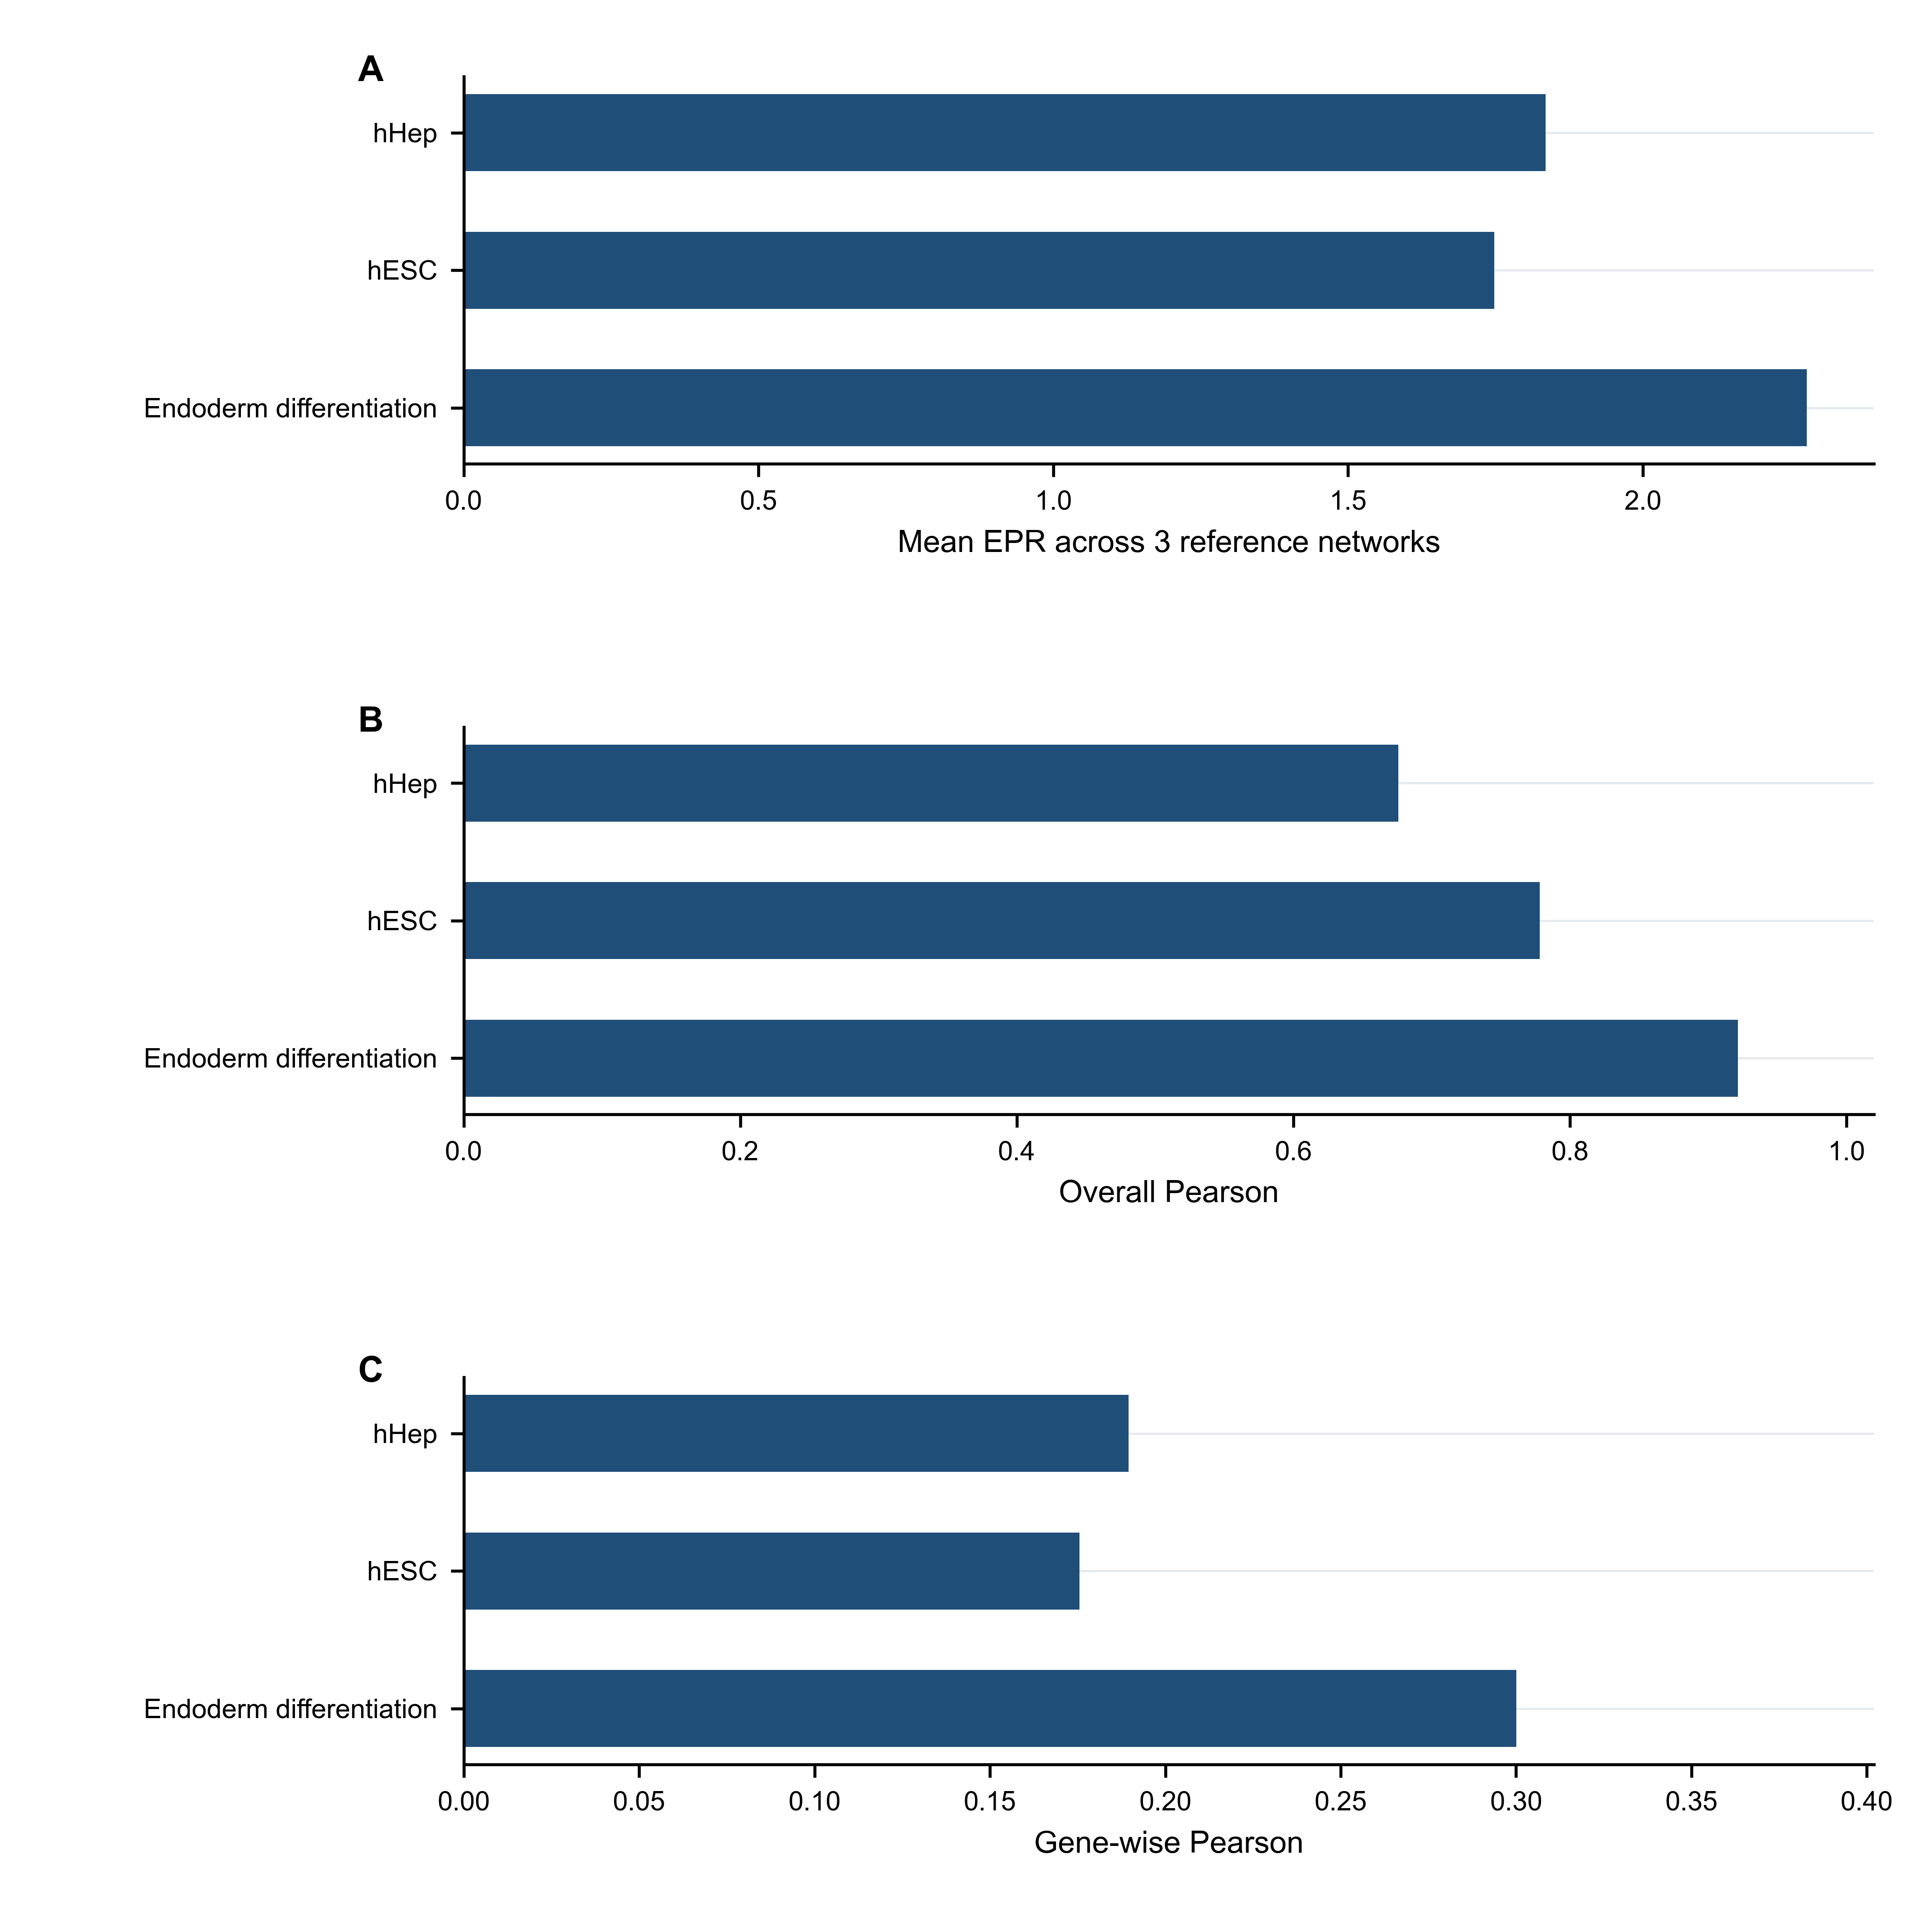 A
hHep
hESC
Endoderm differentiation
0.0 0.5 1.0 1.5 2.0
Mean EPR across 3 reference networks
B
hHep
hESC
Endoderm differentiation
0.0 0.2 0.4 0.6 0.8 1.0
Overall Pearson
C
hHep
hESC
Endoderm differentiation
0.00 0.05 0.10 0.15 0.20 0.25 0.30 0.35 0.40
Gene-wise Pearson